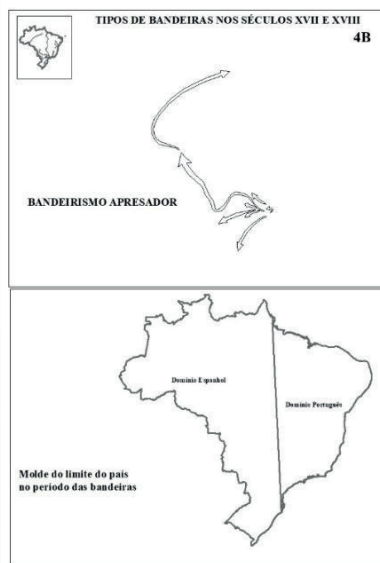 TIPOS DE BANDEIRAS NOS SÉCULOS XVII E XVIII
4B
BANDEIRISMO APRESADOR
Domínio Espanhol
Domínio Português
Molde do limite do país
no período das bandeiras